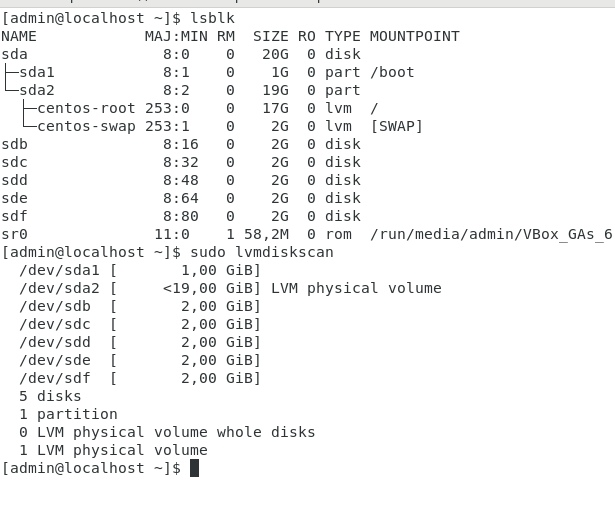 [admin@localhost ~]$ lsblk
NAME            MAJ:MIN RM   SIZE RO TYPE MOUNTPOINT
sda               8:0    0    20G  0 disk
├─sda1            8:1    0     1G  0 part /boot
└─sda2            8:2    0    19G  0 part
  ├─centos-root 253:0    0    17G  0 lvm  /
  └─centos-swap 253:1    0     2G  0 lvm  [SWAP]
sdb               8:16   0     2G  0 disk
sdc               8:32   0     2G  0 disk
sdd               8:48   0     2G  0 disk
sde               8:64   0     2G  0 disk
sdf               8:80   0     2G  0 disk
sr0              11:0    1 58,2M  0 rom  /run/media/admin/VBox_GAs_6
[admin@localhost ~]$ sudo lvmdiskscan
  /dev/sda1 [       1,00 GiB]
  /dev/sda2 [     <19,00 GiB] LVM physical volume
  /dev/sdb  [       2,00 GiB]
  /dev/sdc  [       2,00 GiB]
  /dev/sdd  [       2,00 GiB]
  /dev/sde  [       2,00 GiB]
  /dev/sdf  [       2,00 GiB]
  5 disks
  1 partition
  0 LVM physical volume whole disks
  1 LVM physical volume
[admin@localhost ~]$